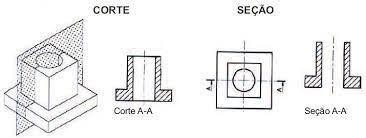 CORTE
SEÇÃO
A
A
Corte A-A
Seção A-A